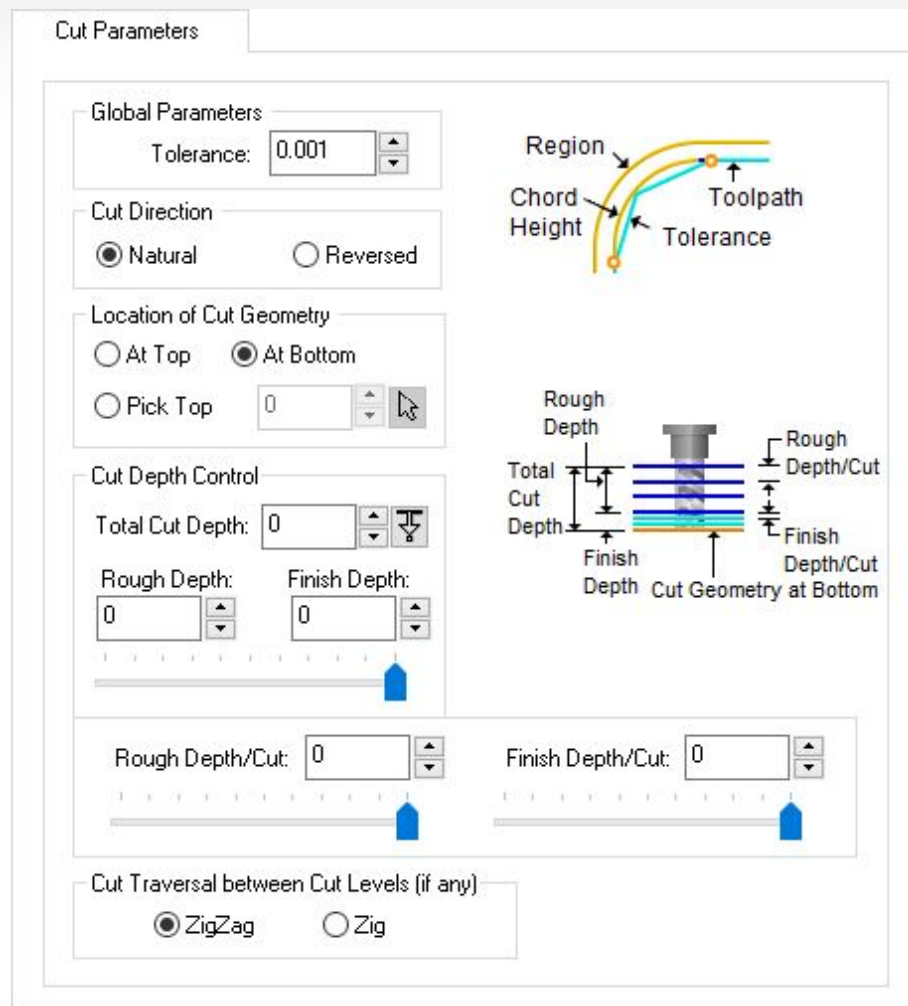 Cut Parameters
Global Parameters
Tolerance: 0.001
Cut Direction
Natural Reversed
Location of Cut Geometry
At Top At Bottom
Pick Top 0
Cut Depth Control
Total Cut Depth: 0
Rough Depth: Finish Depth:
0 0
Rough Depth/Cut: 0 Finish Depth/Cut: 0
Cut Traversal between Cut Levels (if any)
ZigZag Zig
Region
Chord
Height
Toolpath
Tolerance
Rough
Depth
Total
Cut
Depth
Rough
Depth/Cut
Finish
Depth
Finish
Depth/Cut
Cut Geometry at Bottom